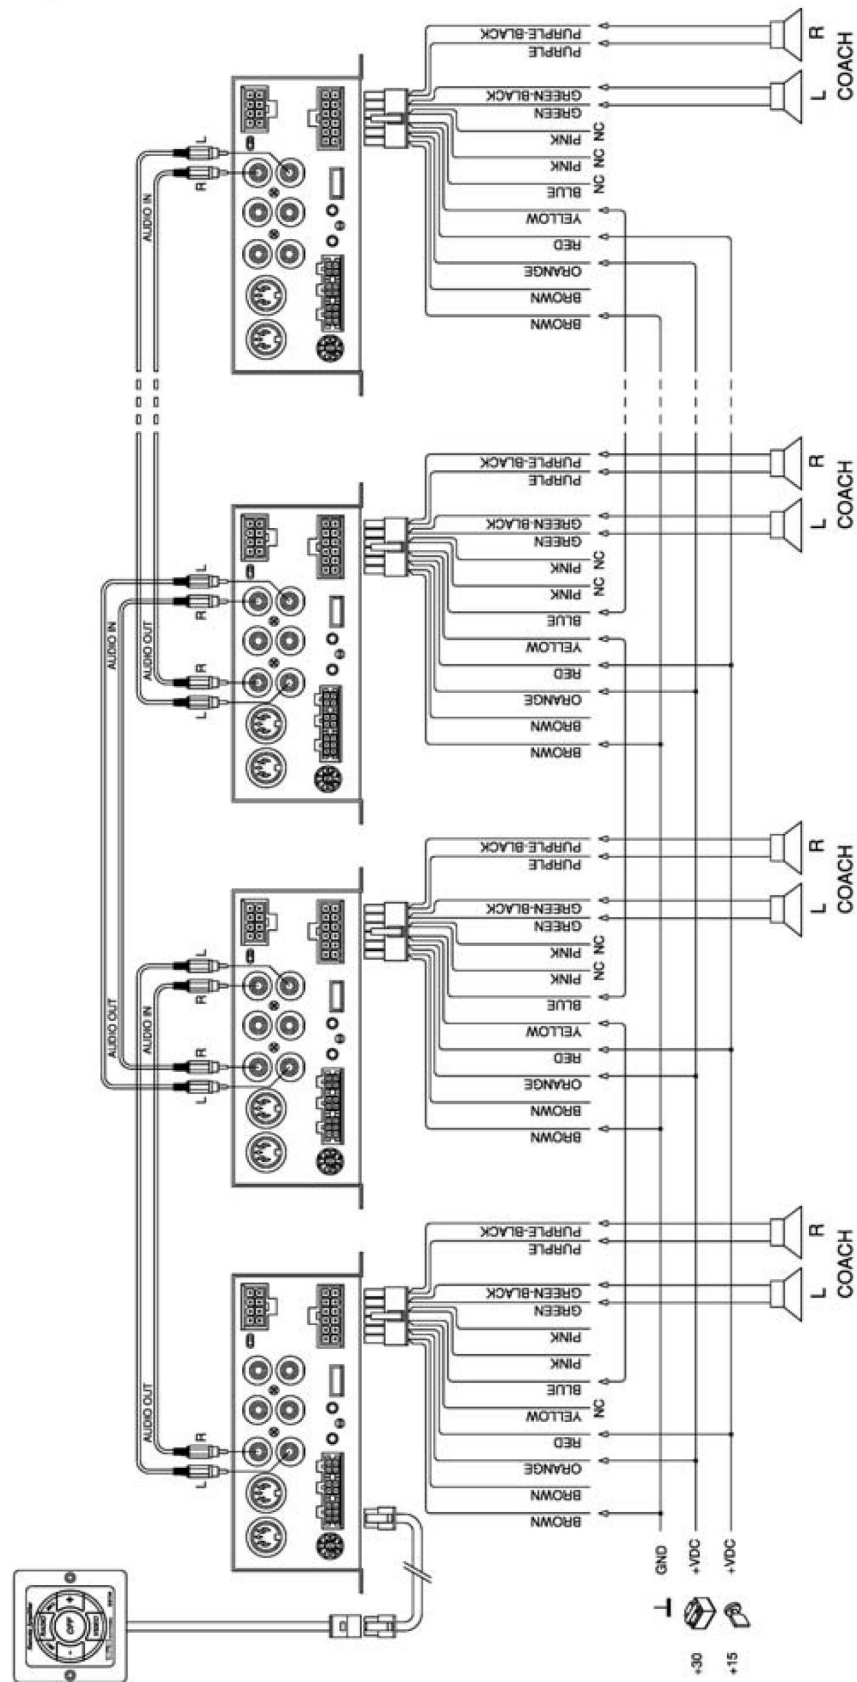 PURPLE-BLACK
PURPLE
GREEN-BLACK
GREEN
PINK NC
PINK NC
BLUE NC
YELLOW
RED
ORANGE
BROWN
BROWN
R
L
COACH
AUDIO IN
L
R
PURPLE-BLACK
PURPLE
GREEN-BLACK
GREEN
PINK NC
PINK NC
BLUE
YELLOW
RED
ORANGE
BROWN
BROWN
R
L
COACH
AUDIO IN
AUDIO OUT
L
R
R
L
PURPLE-BLACK
PURPLE
GREEN-BLACK
GREEN
PINK NC
PINK NC
BLUE
YELLOW
RED
ORANGE
BROWN
BROWN
R
L
COACH
AUDIO OUT
AUDIO IN
L
R
R
L
PURPLE-BLACK
PURPLE
GREEN-BLACK
GREEN
PINK
PINK
BLUE
YELLOW NC
RED
ORANGE
BROWN
BROWN
R
L
COACH
AUDIO OUT
R
L
GND
+VDC
+VDC
+30
+15
RADIO
OFF
VIDEO
+
-